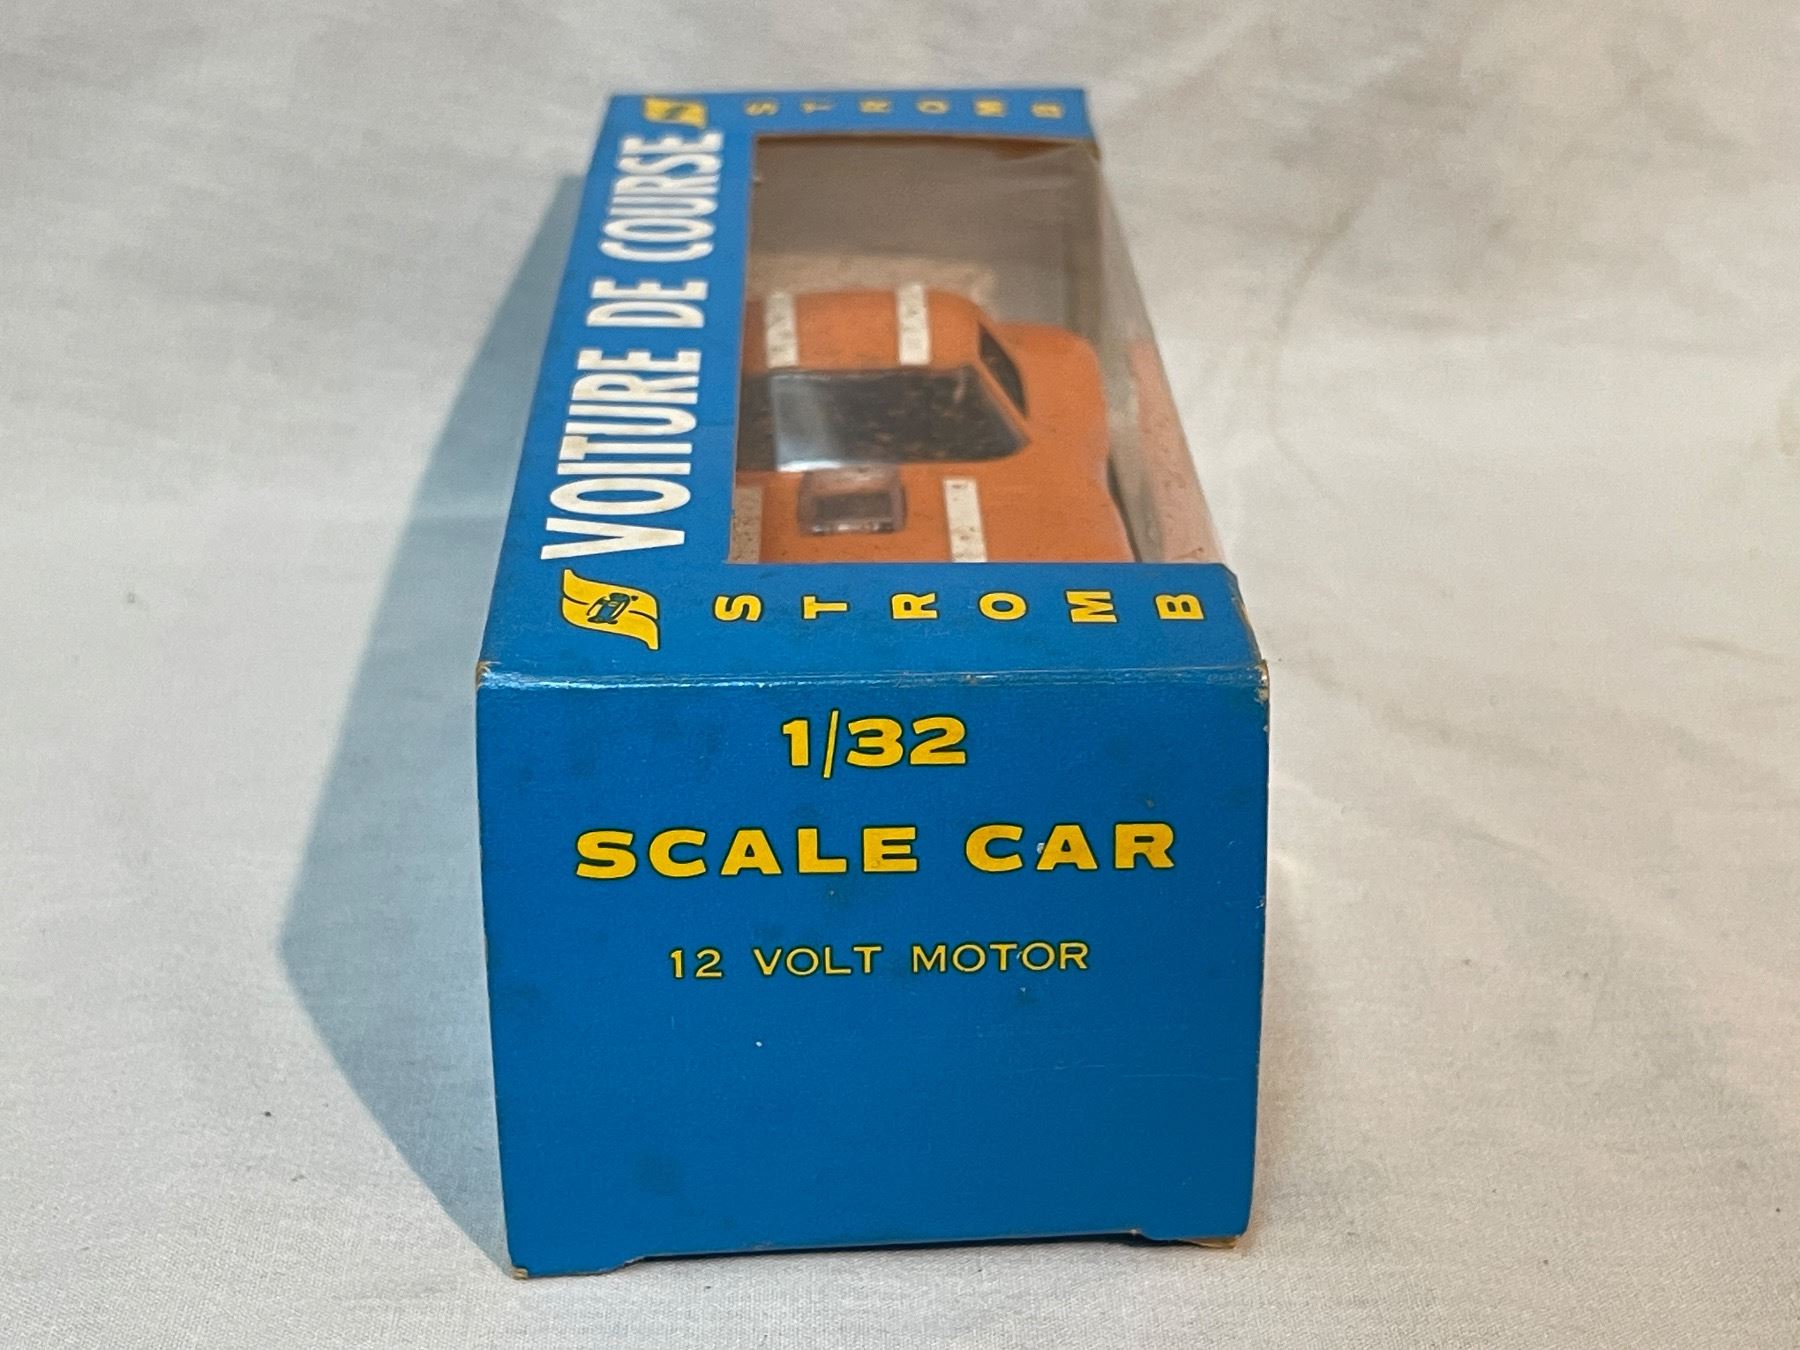 STROMB
VOITURE DE COURSE
STROMB
1/32
SCALE CAR
12 VOLT MOTOR